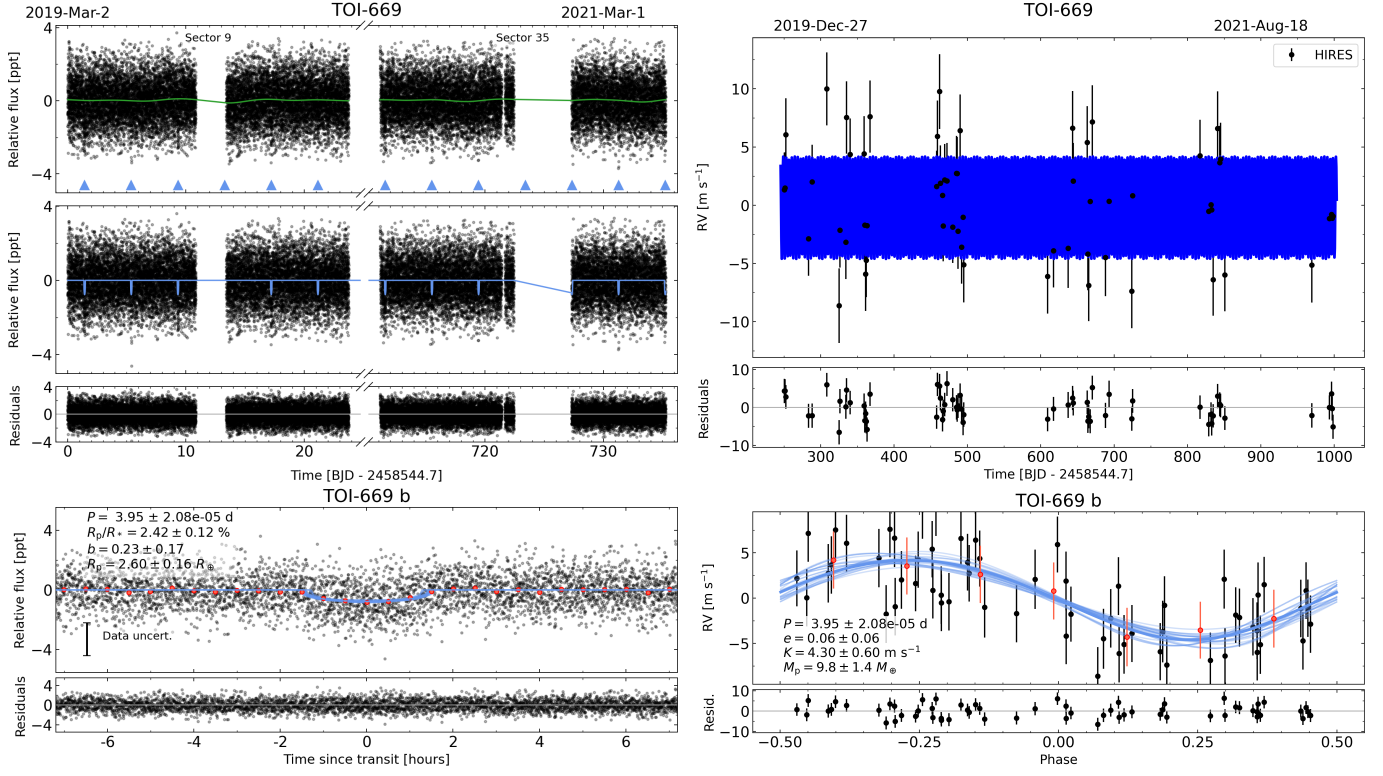 2019-Mar-2
TOI-669
2021-Mar-1
Sector 9
Sector 35
Relative flux [ppt]
4
0
−4
Relative flux [ppt]
4
0
−4
Residuals
4
0
−4
0
10
20
720
730
Time [BJD - 2458544.7]
TOI-669
2019-Dec-27
2021-Aug-18
HIRES
RV [m s⁻¹]
10
5
0
−5
−10
Residuals
10
0
−10
300
400
500
600
700
800
900
1000
Time [BJD - 2458544.7]
TOI-669 b
P = 3.95 ± 2.08e-05 d
Rp/R* = 2.42 ± 0.12 %
b = 0.23 ± 0.17
Rp = 2.60 ± 0.16 R⊕
Data uncert.
Relative flux [ppt]
4
0
−4
Residuals
4
0
−4
−6
−4
−2
0
2
4
6
Time since transit [hours]
TOI-669 b
RV [m s⁻¹]
5
0
−5
P = 3.95 ± 2.08e-05 d
e = 0.06 ± 0.06
K = 4.30 ± 0.60 m s⁻¹
Mp = 9.8 ± 1.4 M⊕
Resid.
10
0
−10
−0.50
−0.25
0.00
0.25
0.50
Phase